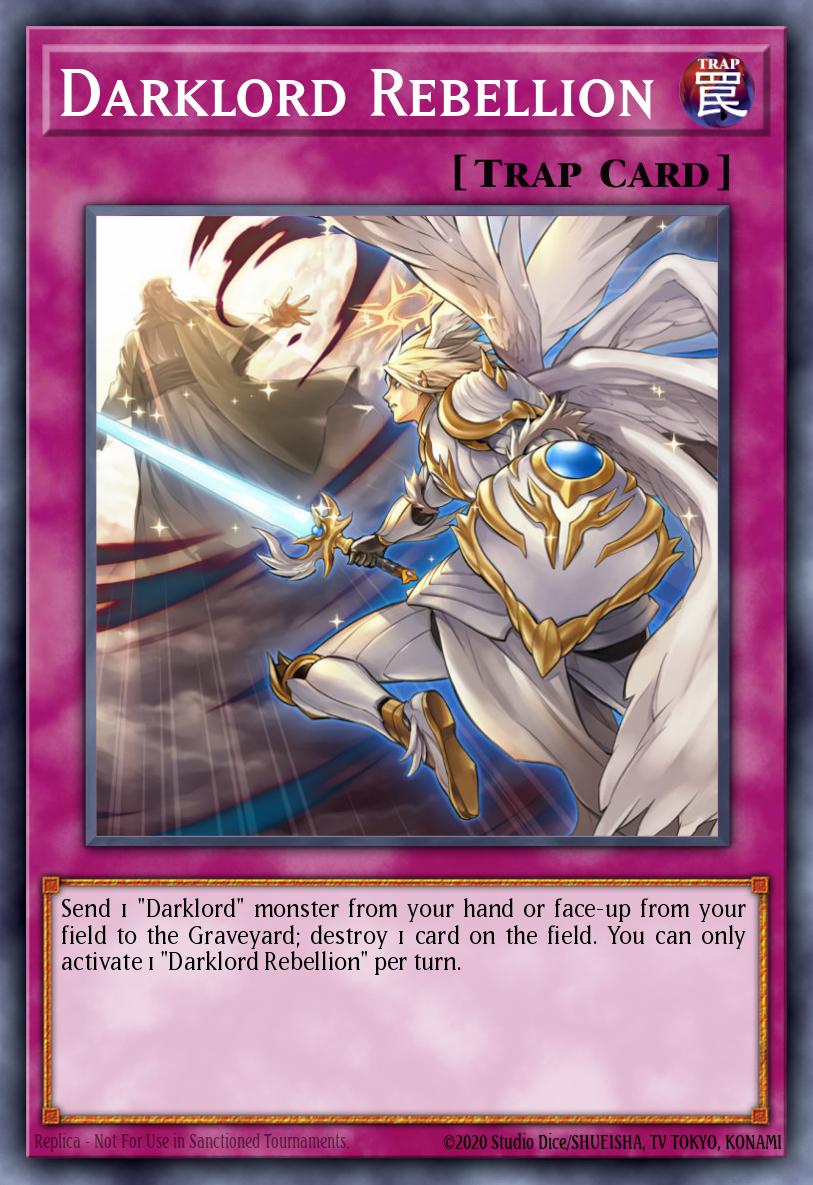 Darklord Rebellion
TRAP
罠
[Trap Card]
Send 1 "Darklord" monster from your hand or face-up from your
field to the Graveyard; destroy 1 card on the field. You can only
activate 1 "Darklord Rebellion" per turn.
Replica - Not For Use in Sanctioned Tournaments.
©2020 Studio Dice/SHUEISHA, TV TOKYO, KONAMI